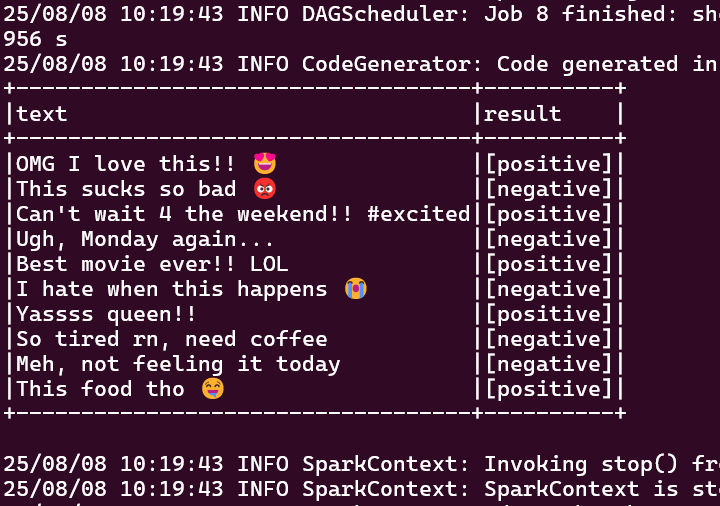 25/08/08 10:19:43 INFO DAGScheduler: Job 8 finished:
956 s
25/08/08 10:19:43 INFO CodeGenerator: Code generated in
+-----------------------------------+----------+
|text                               |result    |
+-----------------------------------+----------+
|OMG I love this!! 😍               |[positive]|
|This sucks so bad 😡               |[negative]|
|Can't wait 4 the weekend!! #excited|[positive]|
|Ugh, Monday again...               |[negative]|
|Best movie ever!! LOL              |[positive]|
|I hate when this happens 😭        |[negative]|
|Yassss queen!!                     |[positive]|
|So tired rn, need coffee           |[negative]|
|Meh, not feeling it today          |[negative]|
|This food tho 🤤                   |[positive]|
+-----------------------------------+----------+
25/08/08 10:19:43 INFO SparkContext: Invoking stop()
25/08/08 10:19:43 INFO SparkContext: SparkContext is